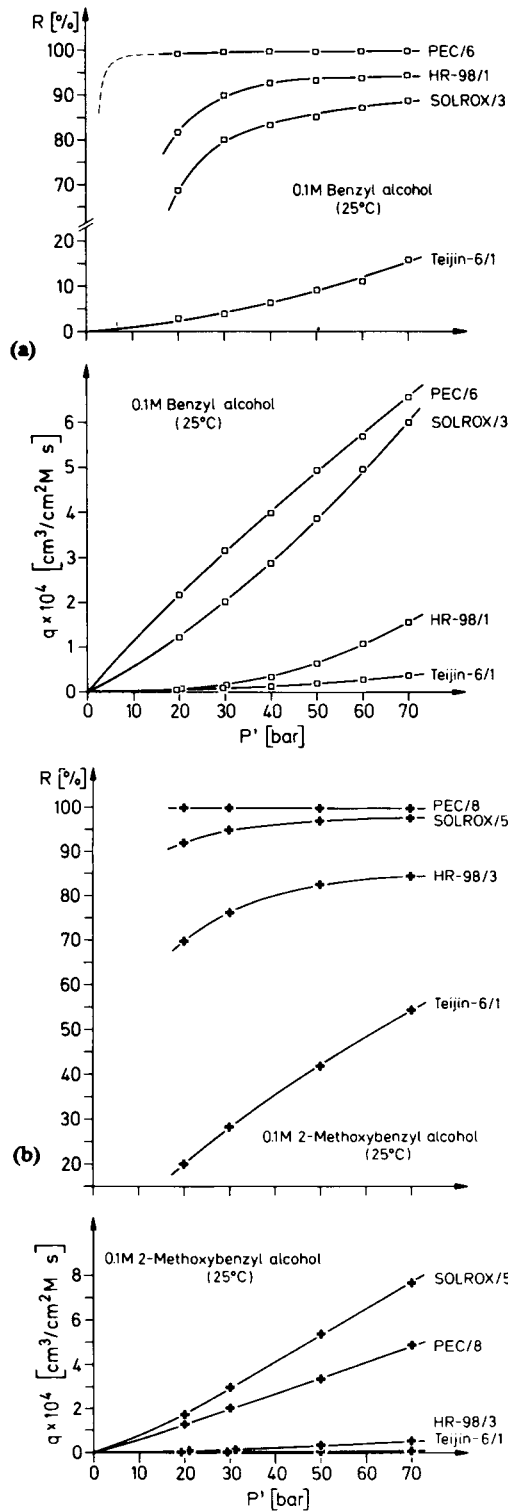 R [%]
100
90
80
70
20
10
0
PEC/6
HR-98/1
SOLROX/3
0.1M Benzyl alcohol
(25°C)
Teijin-6/1
(a)
0.1M Benzyl alcohol
(25°C)
q × 10⁴ [cm³/cm²M s]
6
5
4
3
2
1
0
PEC/6
SOLROX/3
HR-98/1
Teijin-6/1
0 10 20 30 40 50 60 70
P' [bar]
R [%]
100
90
80
70
60
50
40
30
20
PEC/8
SOLROX/5
HR-98/3
Teijin-6/1
0.1M 2-Methoxybenzyl alcohol
(25°C)
(b)
0.1M 2-Methoxybenzyl alcohol
(25°C)
q × 10⁴ [cm³/cm²M s]
8
6
4
2
0
SOLROX/5
PEC/8
HR-98/3
Teijin-6/1
0 10 20 30 40 50 60 70
P' [bar]